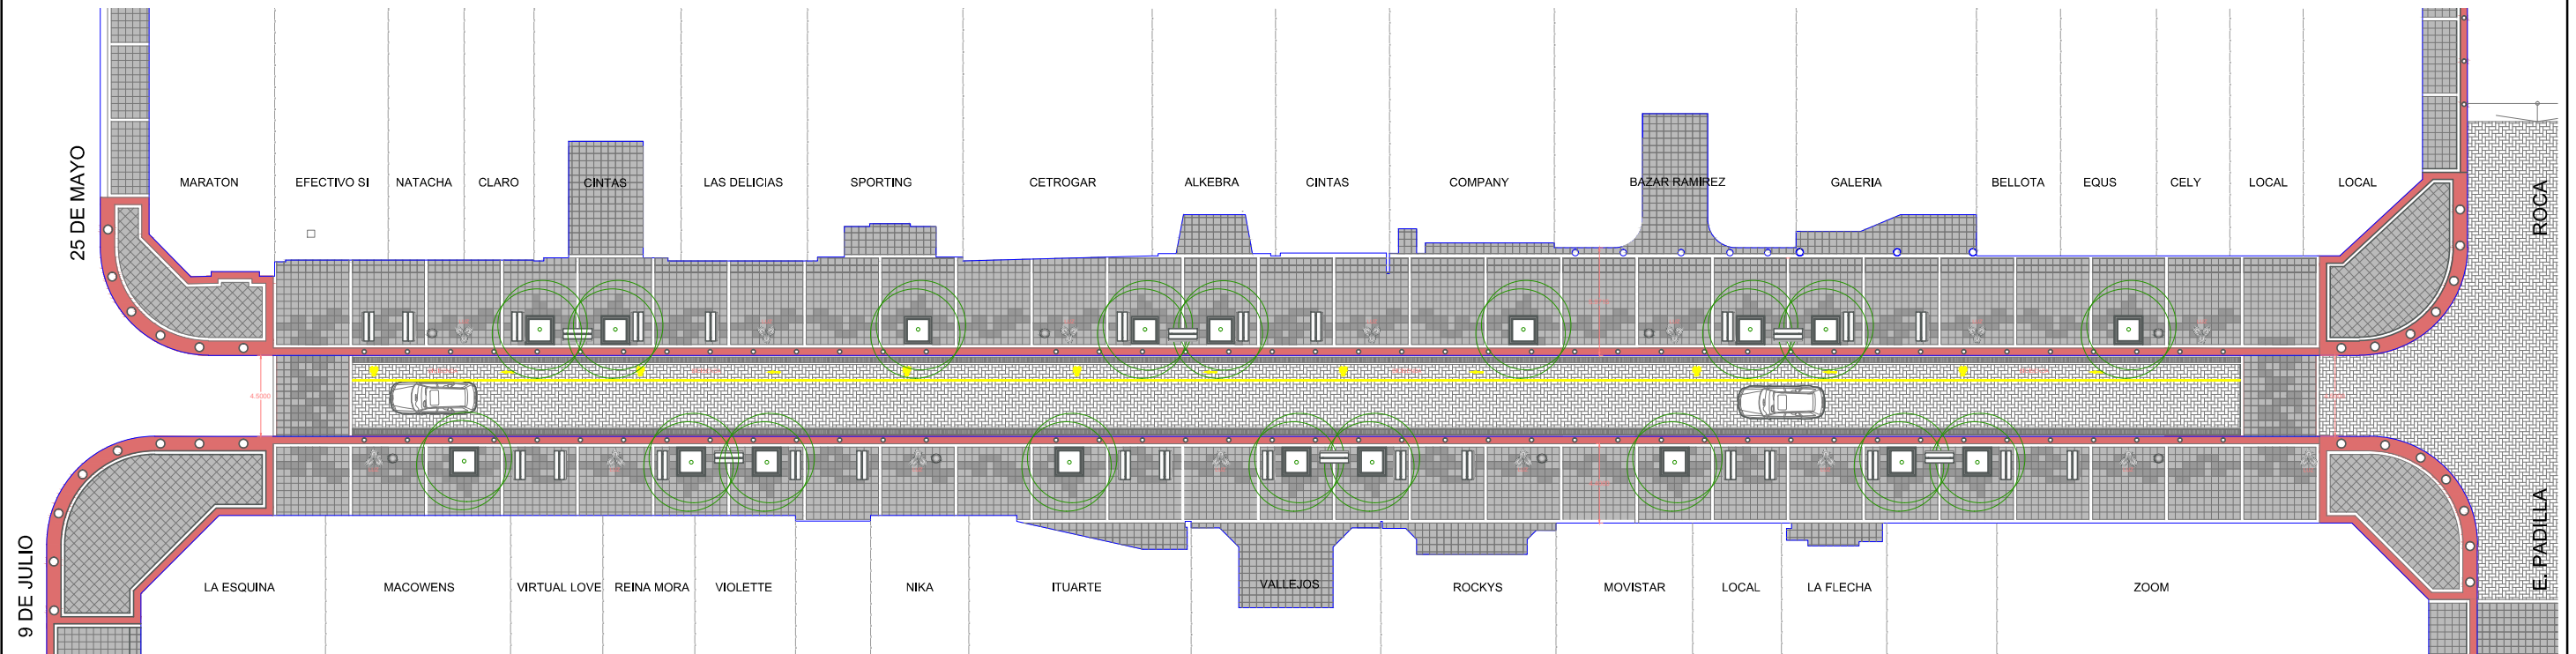 25 DE MAYO
MARATON
EFECTIVO SI
NATACHA
CLARO
CINTAS
LAS DELICIAS
SPORTING
CETROGAR
ALKEBRA
CINTAS
COMPANY
BAZAR RAMIREZ
GALERIA
BELLOTA
EQUS
CELY
LOCAL
LOCAL
ROCA
4.5000
9 DE JULIO
LA ESQUINA
MACOWENS
VIRTUAL LOVE
REINA MORA
VIOLETTE
NIKA
ITUARTE
VALLEJOS
ROCKYS
MOVISTAR
LOCAL
LA FLECHA
ZOOM
E. PADILLA